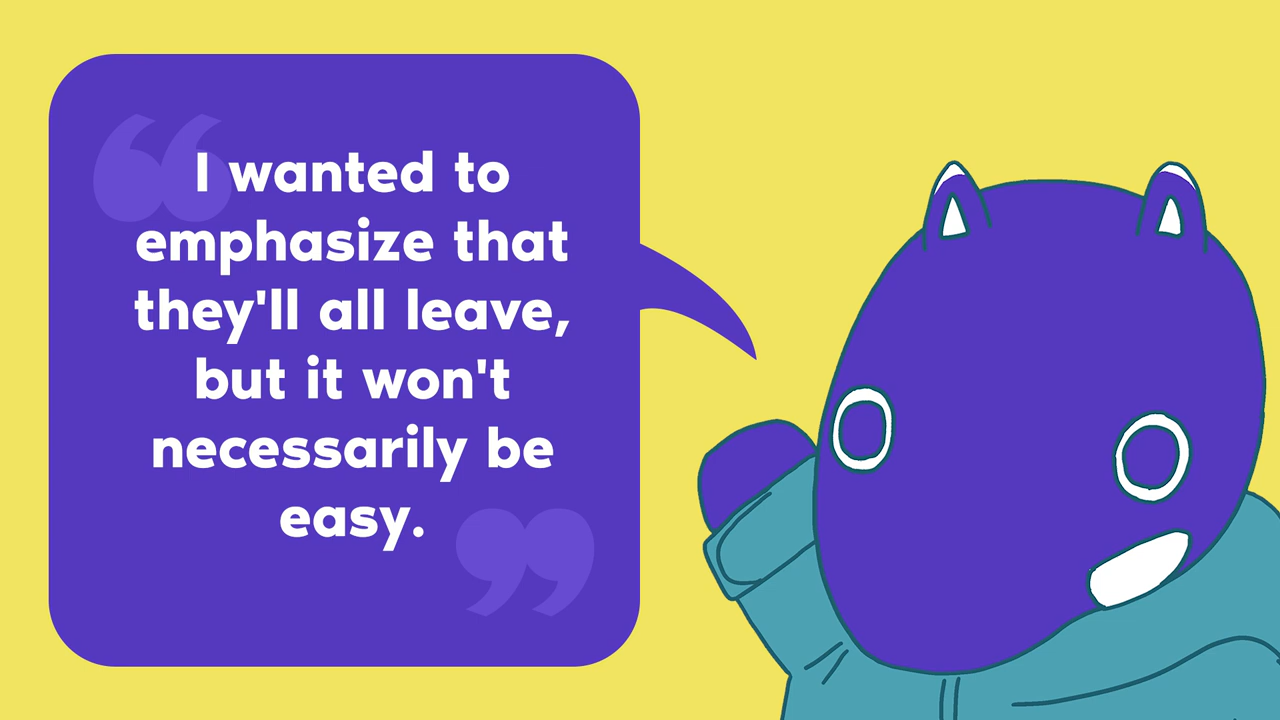 I wanted to
emphasize that
they'll all leave,
but it won't
necessarily be
easy.